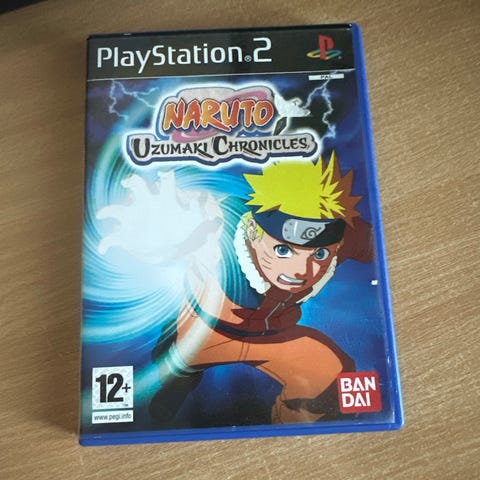 PlayStation®2
PAL
NARUTO
UZUMAKI CHRONICLES
12+
www.pegi.info
BAN
DAI